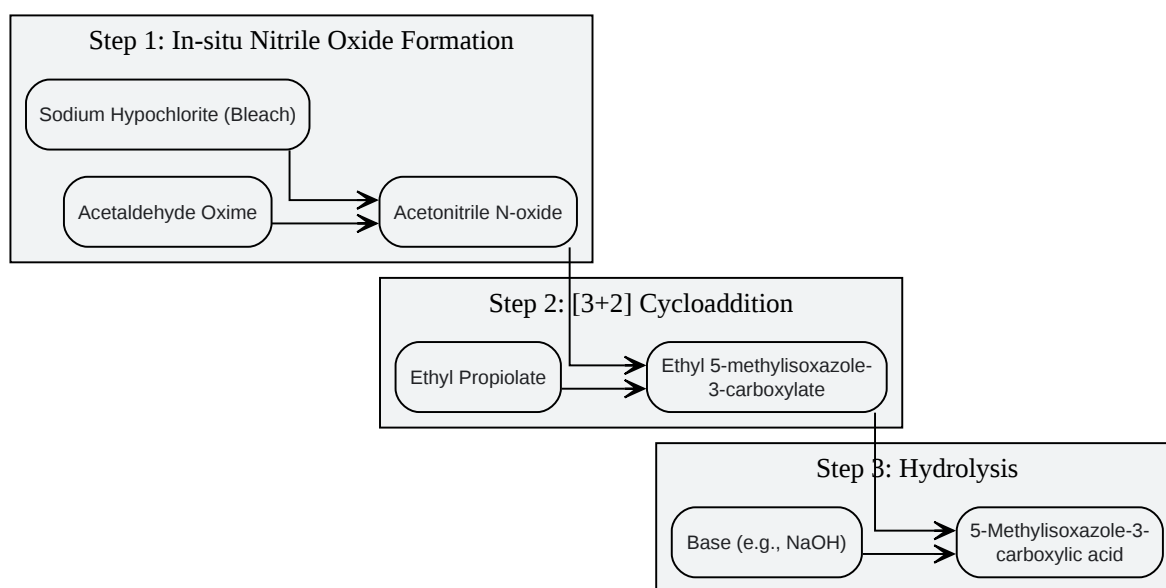 Step 1: In-situ Nitrile Oxide Formation
Sodium Hypochlorite (Bleach)
Acetaldehyde Oxime
Acetonitrile N-oxide
Step 2: [3+2] Cycloaddition
Ethyl Propiolate
Ethyl 5-methylisoxazole-
3-carboxylate
Step 3: Hydrolysis
Base (e.g., NaOH)
5-Methylisoxazole-3-
carboxylic acid